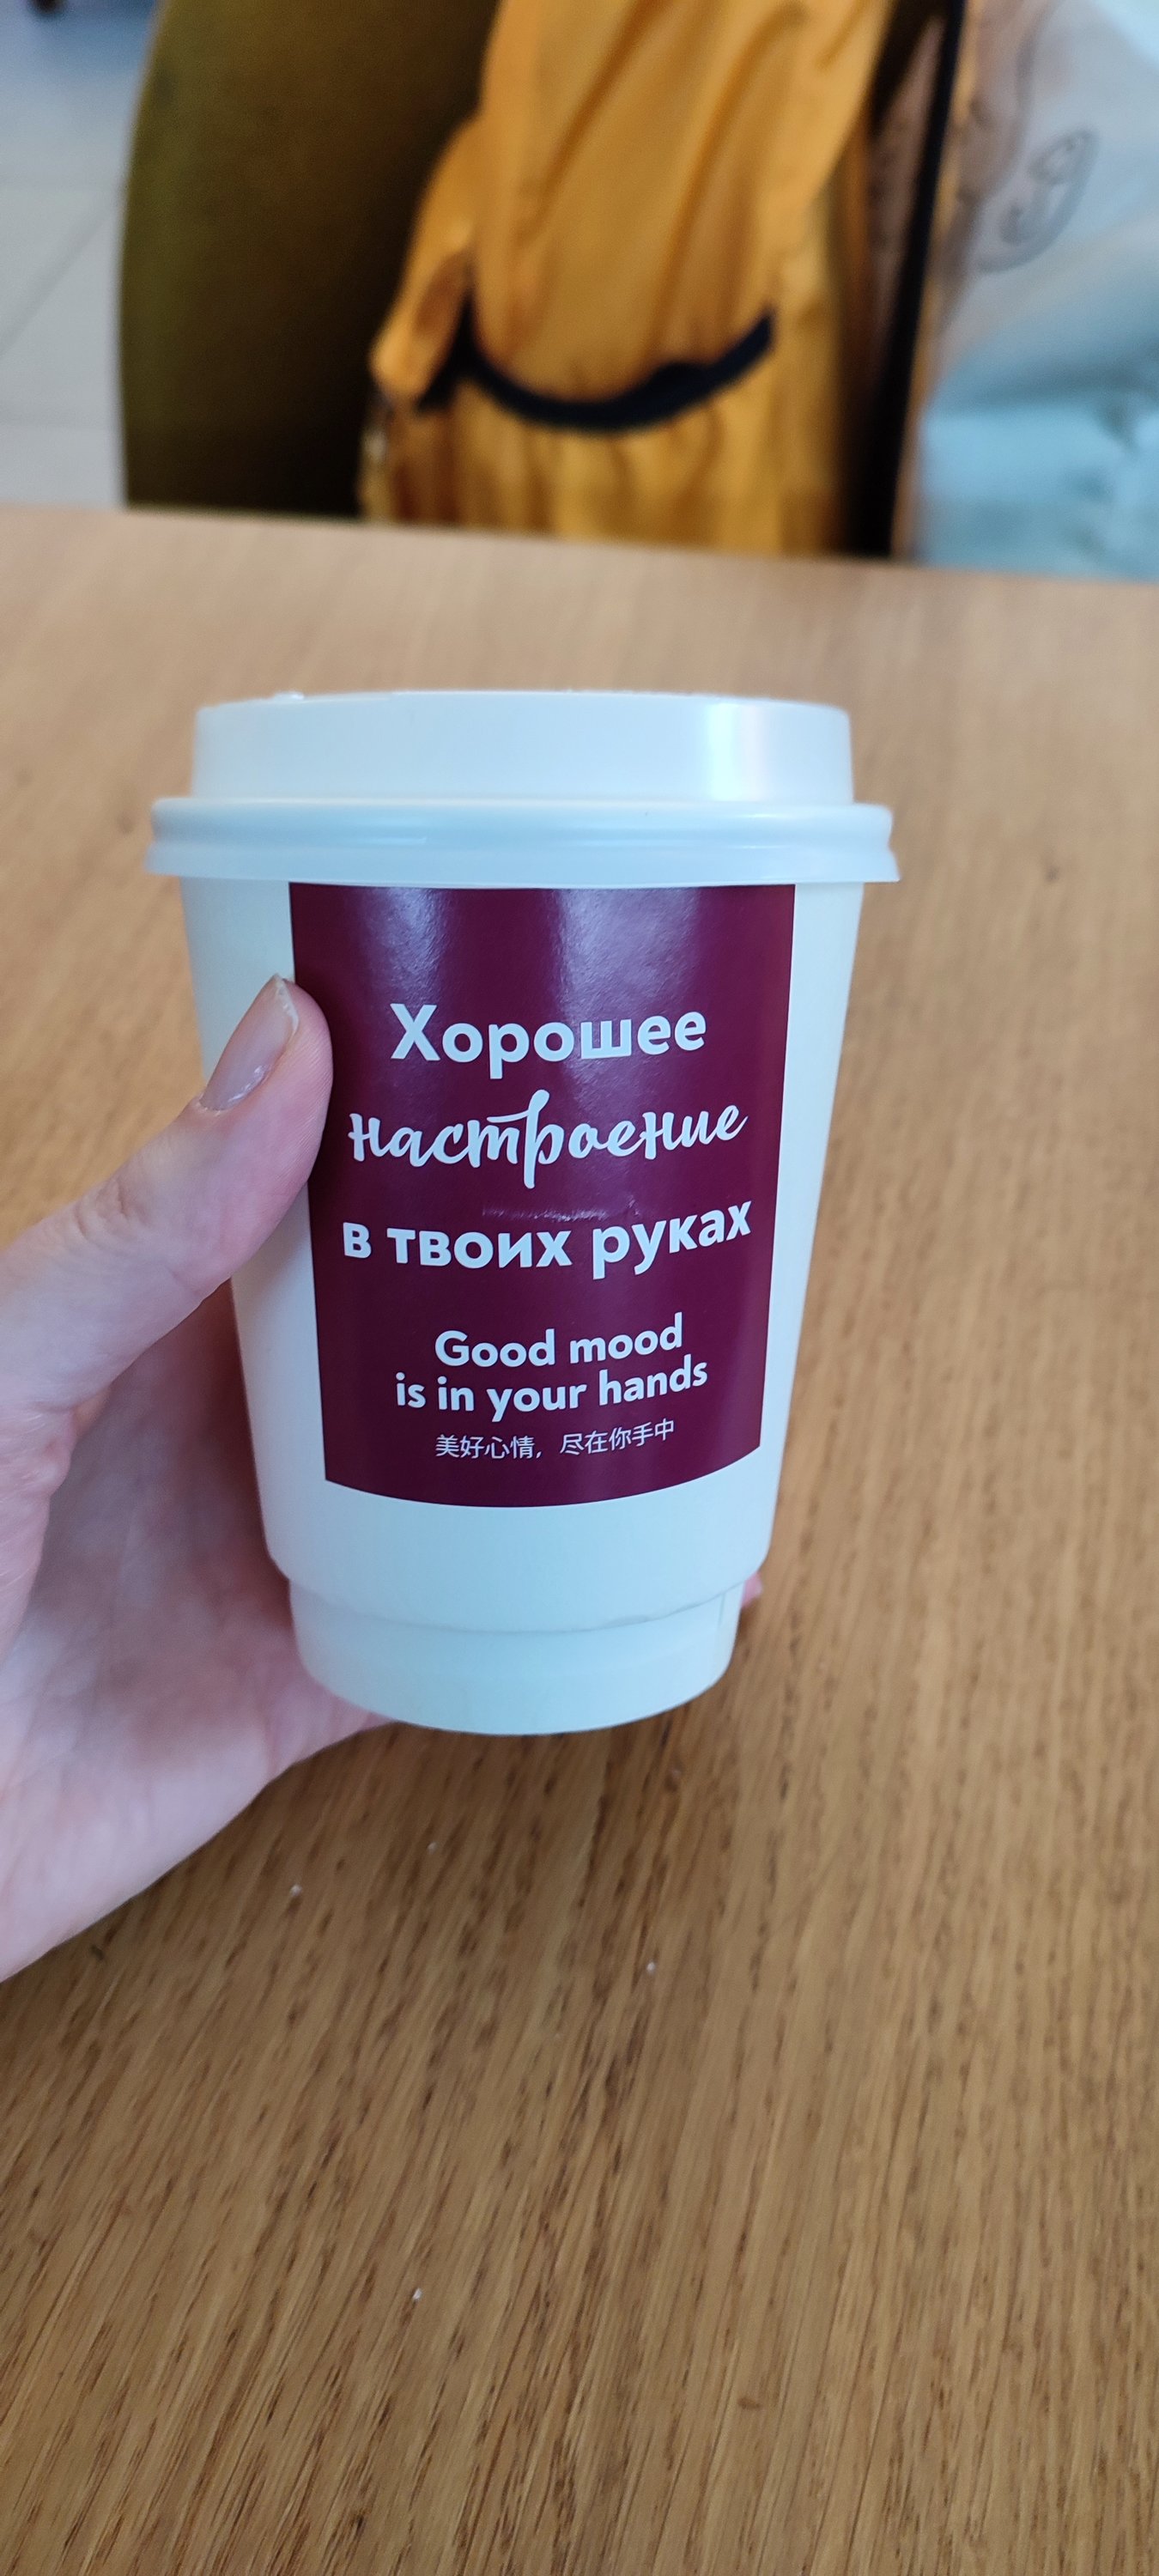 Хорошее
настроение
в твоих руках
Good mood
is in your hands
美好心情，尽在你手中